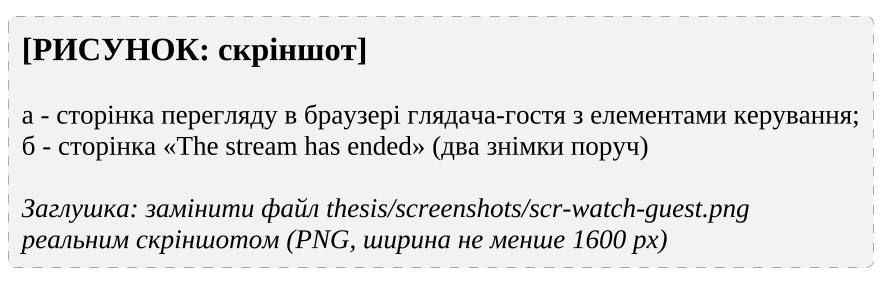 [РИСУНОК: скріншот]
а - сторінка перегляду в браузері глядача-гостя з елементами керування;
б - сторінка «The stream has ended» (два знімки поруч)
Заглушка: замінити файл thesis/screenshots/scr-watch-guest.png
реальним скріншотом (PNG, ширина не менше 1600 px)